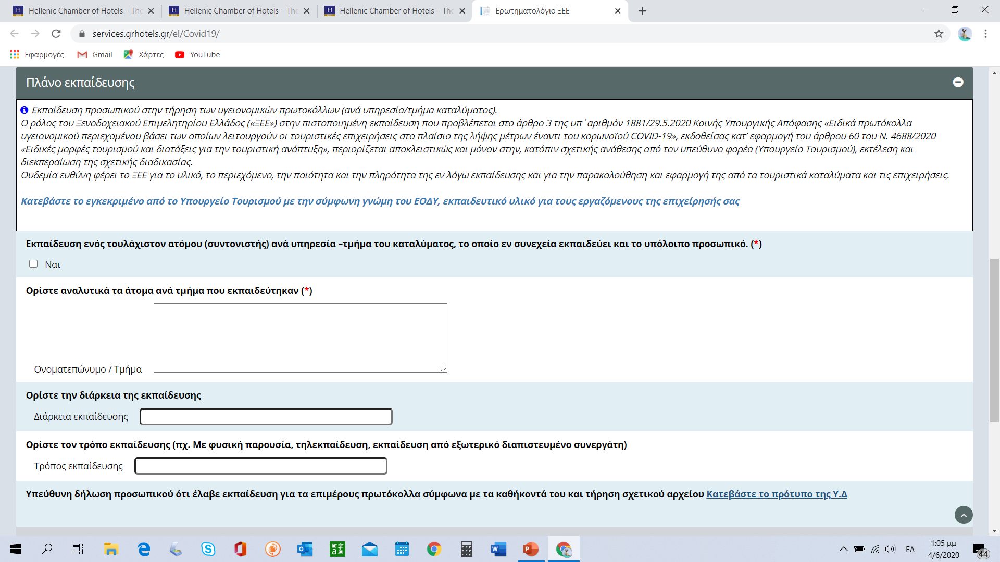 Hellenic Chamber of Hotels – The
Hellenic Chamber of Hotels – The
Hellenic Chamber of Hotels – The
Ερωτηματολόγιο ΞΕΕ
services.grhotels.gr/el/Covid19/
Εφαρμογές
Gmail
Χάρτες
YouTube
Πλάνο εκπαίδευσης
Εκπαίδευση προσωπικού στην τήρηση των υγειονομικών πρωτοκόλλων (ανά υπηρεσία/τμήμα καταλύματος).
Ο ρόλος του Ξενοδοχειακού Επιμελητηρίου Ελλάδος («ΞΕΕ») στην πιστοποιημένη εκπαίδευση που προβλέπεται στο άρθρο 3 της υπ΄αριθμόν 1881/29.5.2020 Κοινής Υπουργικής Απόφασης «Ειδικά πρωτόκολλα
υγειονομικού περιεχομένου βάσει των οποίων λειτουργούν οι τουριστικές επιχειρήσεις στο πλαίσιο της λήψης μέτρων έναντι του κορωνοϊού COVID-19», εκδοθείσας κατ’ εφαρμογή του άρθρου 60 του Ν. 4688/2020
«Ειδικές μορφές τουρισμού και διατάξεις για την τουριστική ανάπτυξη», περιορίζεται αποκλειστικώς και μόνον στην, κατόπιν σχετικής ανάθεσης από τον υπεύθυνο φορέα (Υπουργείο Τουρισμού), εκτέλεση και
διεκπεραίωση της σχετικής διαδικασίας.
Ουδεμία ευθύνη φέρει το ΞΕΕ για το υλικό, το περιεχόμενο, την ποιότητα και την πληρότητα της εν λόγω εκπαίδευσης και για την παρακολούθηση και εφαρμογή της από τα τουριστικά καταλύματα και τις επιχειρήσεις.
Κατεβάστε το εγκεκριμένο από το Υπουργείο Τουρισμού με την σύμφωνη γνώμη του ΕΟΔΥ, εκπαιδευτικό υλικό για τους εργαζόμενους της επιχείρησής σας
Εκπαίδευση ενός τουλάχιστον ατόμου (συντονιστής) ανά υπηρεσία –τμήμα του καταλύματος, το οποίο εν συνεχεία εκπαιδεύει και το υπόλοιπο προσωπικό. (*)
Ναι
Ορίστε αναλυτικά τα άτομα ανά τμήμα που εκπαιδεύτηκαν (*)
Ονοματεπώνυμο / Τμήμα
Ορίστε την διάρκεια της εκπαίδευσης
Διάρκεια εκπαίδευσης
Ορίστε τον τρόπο εκπαίδευσης (πχ. Με φυσική παρουσία, τηλεκπαίδευση, εκπαίδευση από εξωτερικό διαπιστευμένο συνεργάτη)
Τρόπος εκπαίδευσης
Υπεύθυνη δήλωση προσωπικού ότι έλαβε εκπαίδευση για τα επιμέρους πρωτόκολλα σύμφωνα με τα καθήκοντά του και τήρηση σχετικού αρχείου Κατεβάστε το πρότυπο της Υ.Δ
ΕΛ
1:05 μμ
4/6/2020
44